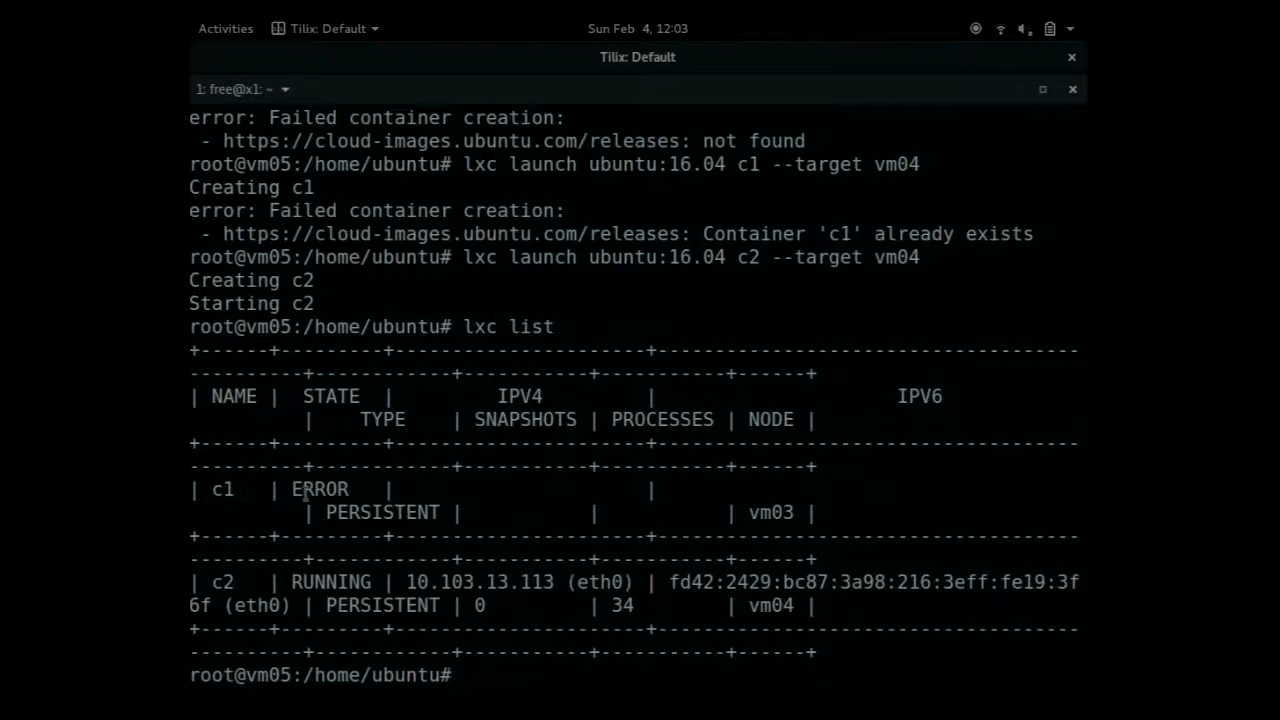 Activities Tilix: Default Sun Feb 4, 12:03
Tilix: Default ×
1: free@x1: ~
error: Failed container creation:
 - https://cloud-images.ubuntu.com/releases: not found
root@vm05:/home/ubuntu# lxc launch ubuntu:16.04 c1 --target vm04
Creating c1
error: Failed container creation:
 - https://cloud-images.ubuntu.com/releases: Container 'c1' already exists
root@vm05:/home/ubuntu# lxc launch ubuntu:16.04 c2 --target vm04
Creating c2
Starting c2
root@vm05:/home/ubuntu# lxc list
+------+---------+----------------------+-------------------------------------
----------+------------+-----------+-----------+------+
| NAME |  STATE  |         IPV4         |                     IPV6
          |    TYPE    | SNAPSHOTS | PROCESSES | NODE |
+------+---------+----------------------+-------------------------------------
----------+------------+-----------+-----------+------+
| c1   | ERROR   |                      |
          | PERSISTENT |           |           | vm03 |
+------+---------+----------------------+-------------------------------------
----------+------------+-----------+-----------+------+
| c2   | RUNNING | 10.103.13.113 (eth0) | fd42:2429:bc87:3a98:216:3eff:fe19:3f
6f (eth0) | PERSISTENT | 0         | 34        | vm04 |
+------+---------+----------------------+-------------------------------------
----------+------------+-----------+-----------+------+
root@vm05:/home/ubuntu#